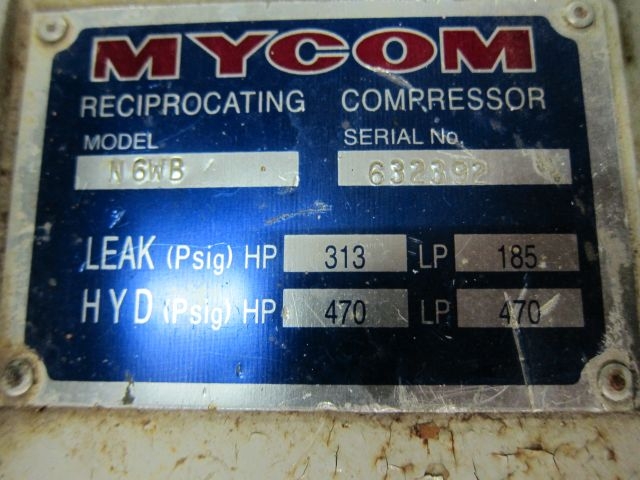 MYCOM
RECIPROCATING COMPRESSOR
MODEL SERIAL No.
N6WB 632392
LEAK (Psig) HP 313 LP 185
HYD (Psig) HP 470 LP 470